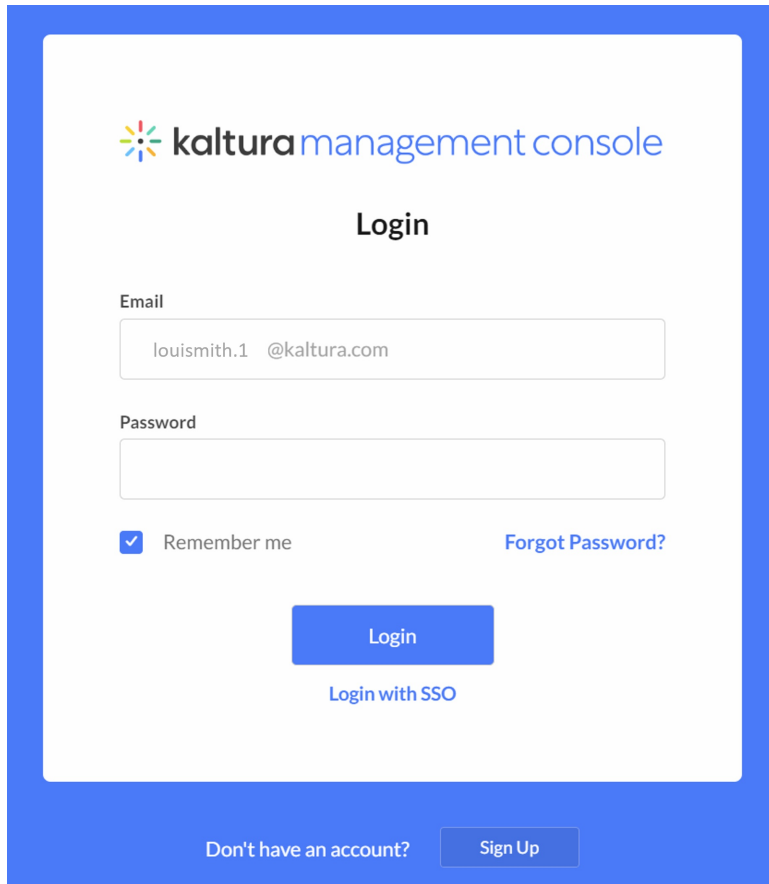 kaltura management console
Login
Email
louismith.1 @kaltura.com
Password
Remember me Forgot Password?
Login
Login with SSO
Don't have an account? Sign Up